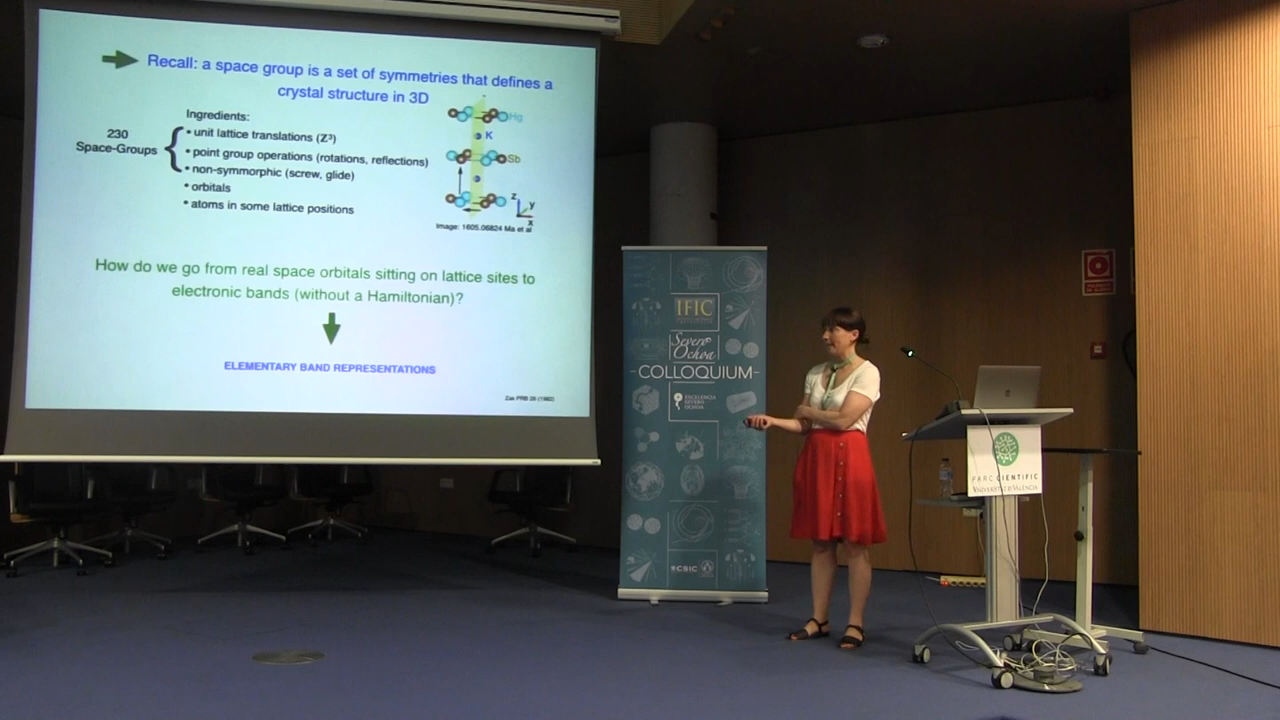 Recall: a space group is a set of symmetries that defines a
crystal structure in 3D
Ingredients:
230
Space-Groups
• unit lattice translations (Z³)
• point group operations (rotations, reflections)
• non-symmorphic (screw, glide)
• orbitals
• atoms in some lattice positions
Hg
K
Sb
z
y
x
Image: 1605.06824 Ma et al
How do we go from real space orbitals sitting on lattice sites to
electronic bands (without a Hamiltonian)?
ELEMENTARY BAND REPRESENTATIONS
Zak PRB 26 (1982)
IFIC
Severo
Ochoa
-COLLOQUIUM-
EXCELENCIA
SEVERO
OCHOA
CSIC
PARC CIENTIFIC
VNIVERSITAT D VALÈNCIA